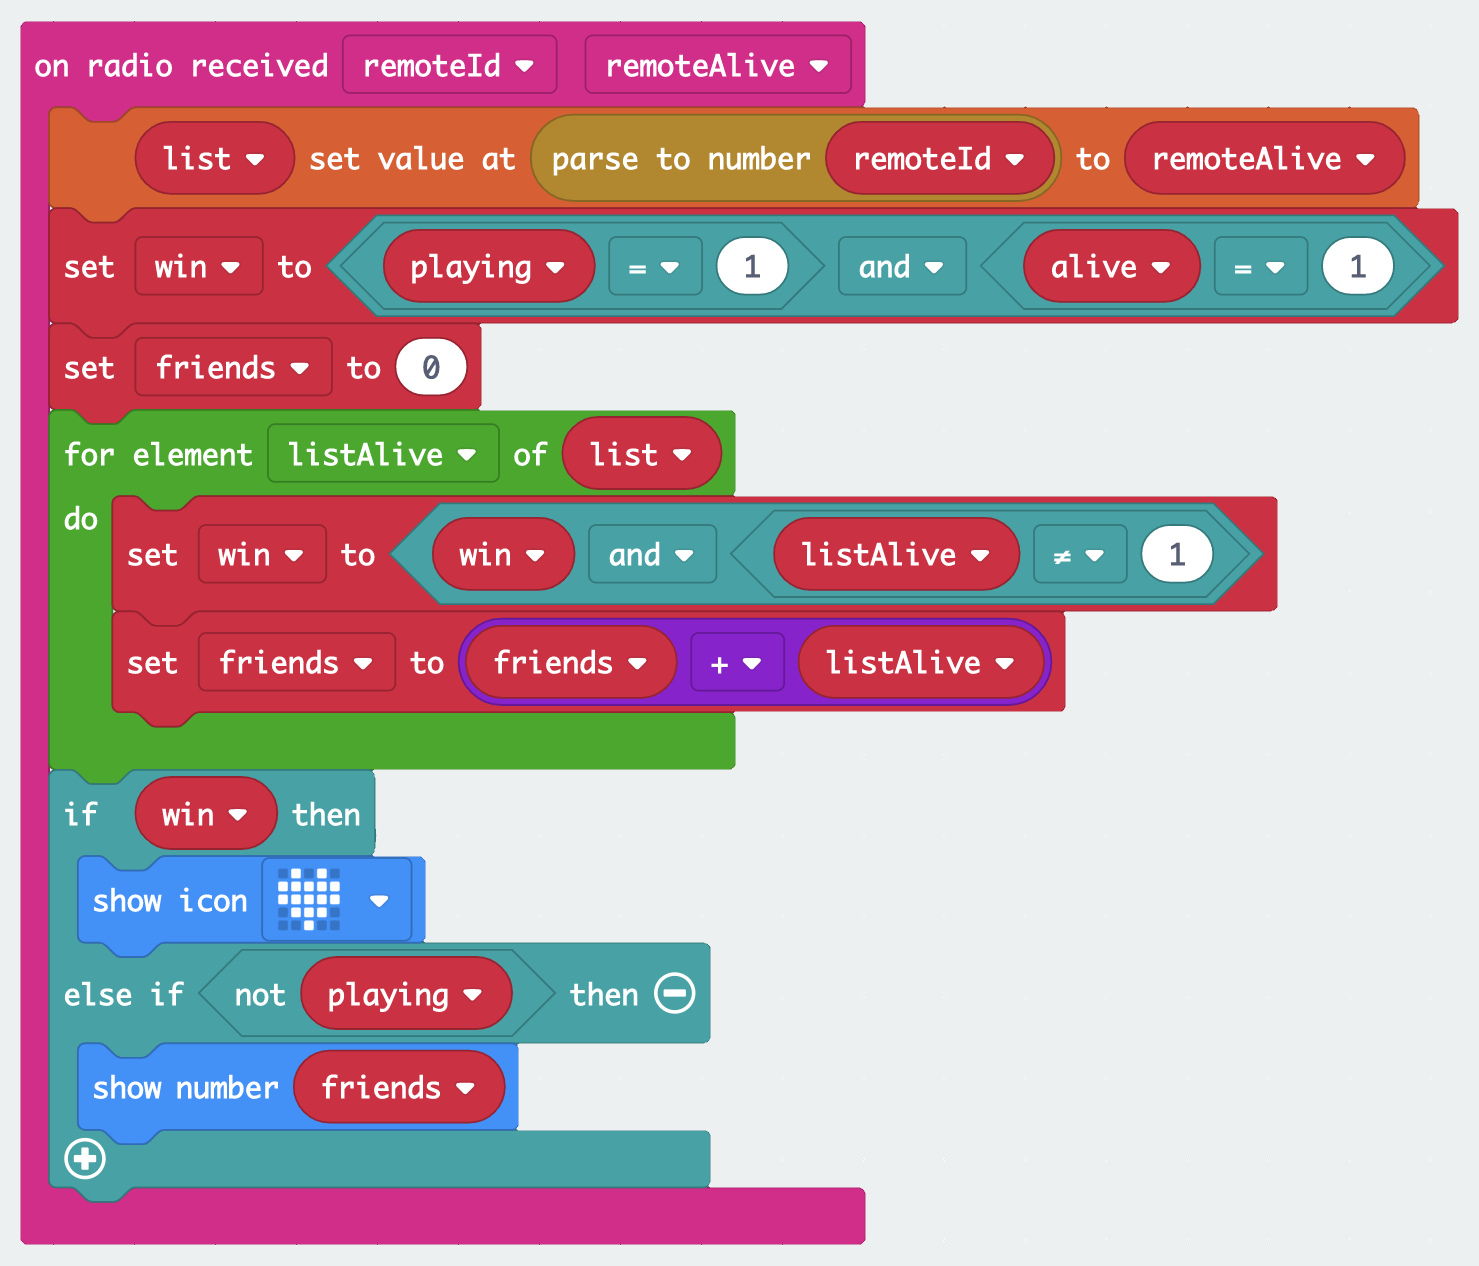 on radio received remoteId remoteAlive
list set value at parse to number remoteId to remoteAlive
set win to playing = 1 and alive = 1
set friends to 0
for element listAlive of list
do
set win to win and listAlive ≠ 1
set friends to friends + listAlive
if win then
show icon
else if not playing then
show number friends